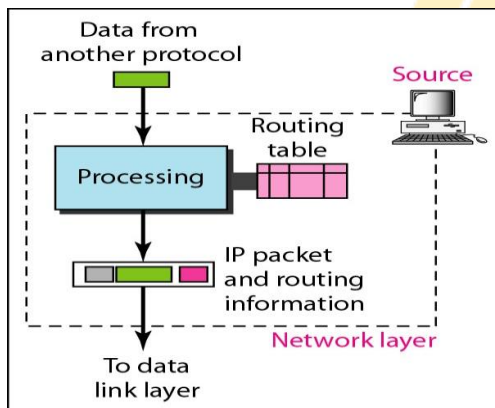 Data from
another protocol
Source
Routing
table
Processing
IP packet
and routing
information
Network layer
To data
link layer